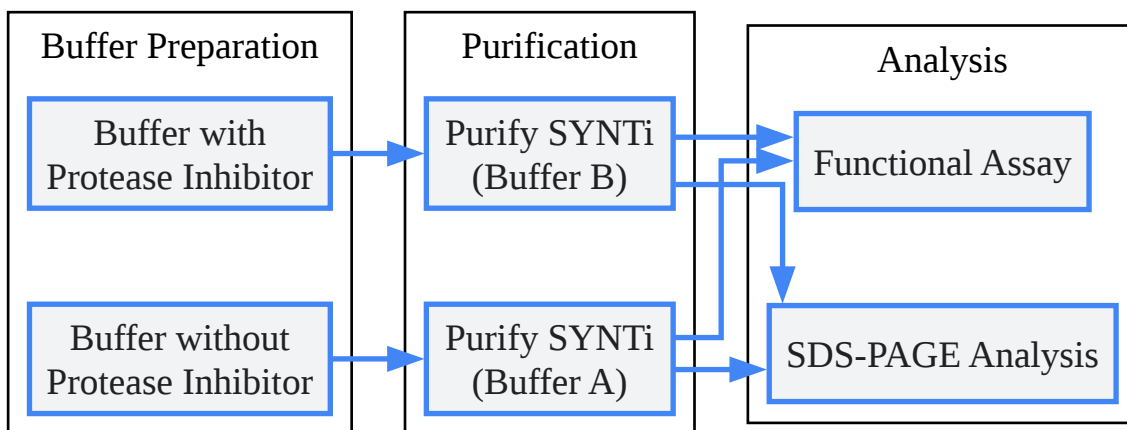 Buffer Preparation
Buffer with
Protease Inhibitor
Buffer without
Protease Inhibitor
Purification
Purify SYNTi
(Buffer B)
Purify SYNTi
(Buffer A)
Analysis
Functional Assay
SDS-PAGE Analysis